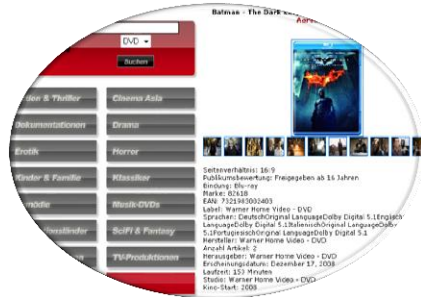 Batman - The Dark
DVD
Suchen
& Thriller
Cinema Asia
Dokumentationen
Drama
Erotik
Horror
Kinder & Familie
Klassiker
Musik-DVDs
SciFi & Fantasy
TV-Produktionen
Seitenverhältnis: 16:9
Publikumsbewertung: Freigegeben ab 16 Jahren
Bindung: Blu-ray
Marke: 82618
EAN: 7321983002403
Label: Warner Home Video - DVD
Sprachen: DeutschOriginal LanguageDolby Digital 5.1Englisch
LanguageDolby Digital 5.1ItalienischOriginal LanguageDolby
5.1PortugiesischOriginal LanguageDolby Digital 5.1
Hersteller: Warner Home Video - DVD
Anzahl Artikel: 2
Herausgeber: Warner Home Video - DVD
Erscheinungsdatum: Dezember 17, 2008
Laufzeit: 153 Minuten
Studio: Warner Home Video - DVD
Kino-Start: 2008